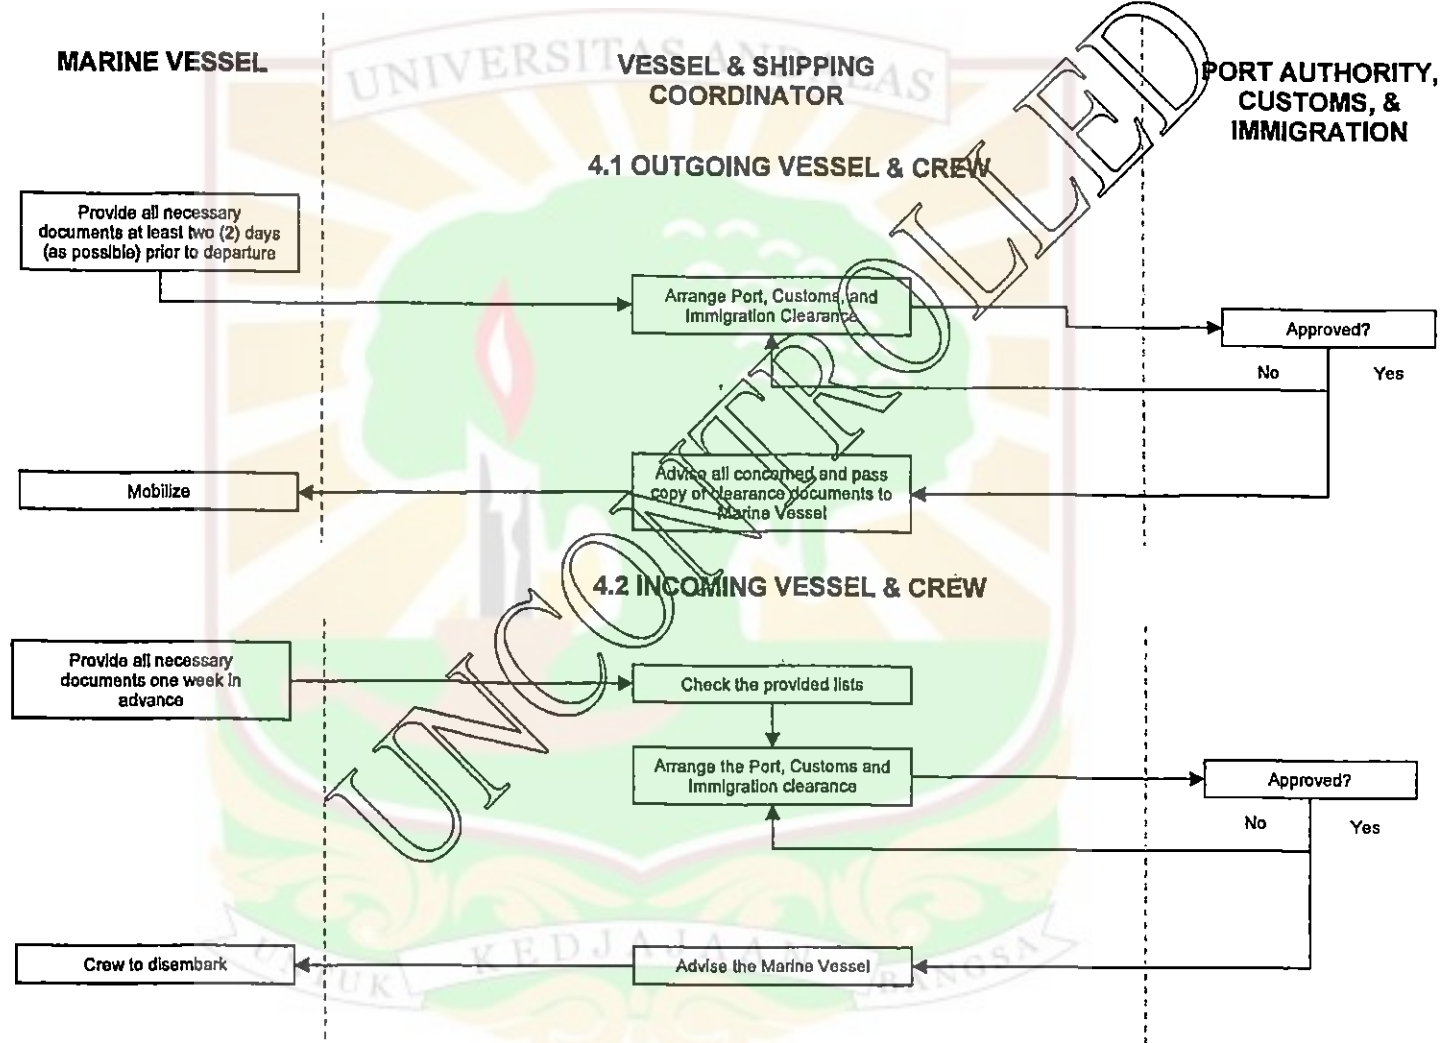 UNIVERSITAS ANDALAS
MARINE VESSEL
VESSEL & SHIPPING
COORDINATOR
PORT AUTHORITY,
CUSTOMS, &
IMMIGRATION
4.1 OUTGOING VESSEL & CREW
Provide all necessary
documents at least two (2) days
(as possible) prior to departure
Arrange Port, Customs, and
Immigration Clearance
Approved?
No
Yes
Advise all concerned and pass
copy of clearance documents to
Marine Vessel
Mobilize
UNCONTROLLED
4.2 INCOMING VESSEL & CREW
Provide all necessary
documents one week in
advance
Check the provided lists
Arrange the Port, Customs and
Immigration clearance
Approved?
No
Yes
Advise the Marine Vessel
Crew to disembark
UNTUK KEDJAJAAN BANGSA